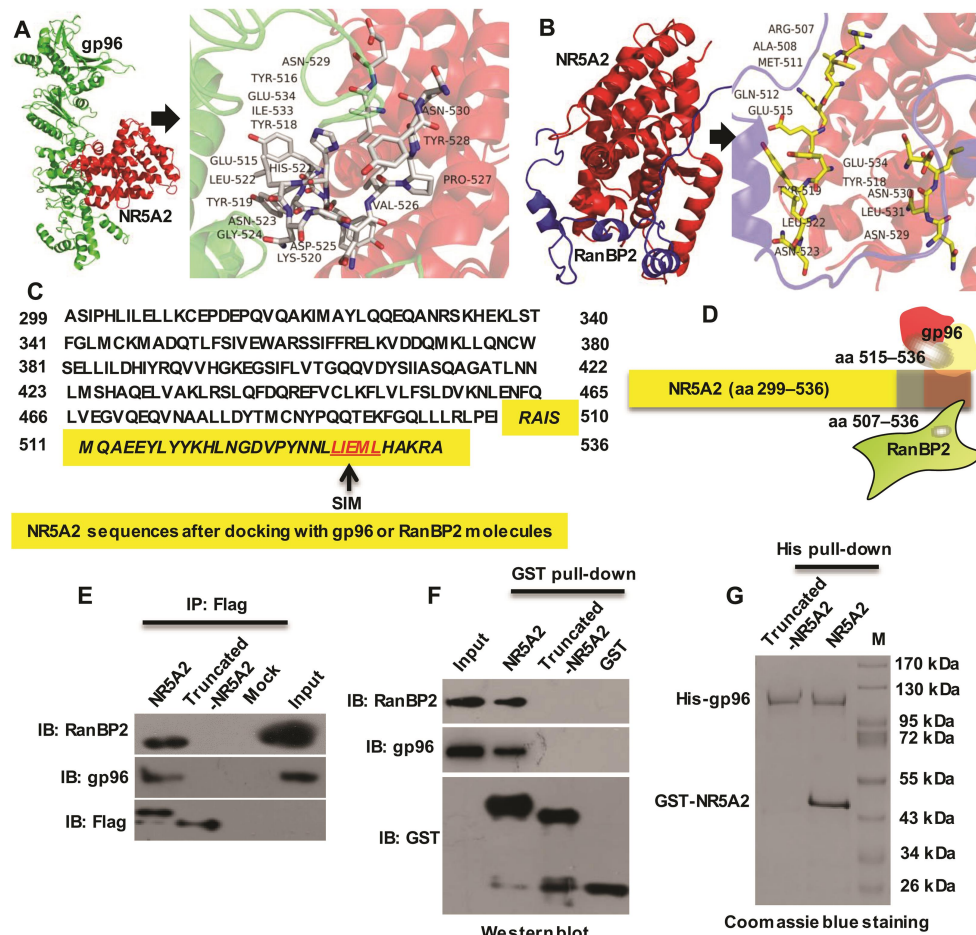 A
gp96
NR5A2
ASN-529
TYR-516
GLU-534
ILE-533
TYR-518
ASN-530
TYR-528
GLU-515
LEU-522
PRO-527
TYR-519
VAL-526
ASN-523
GLY-524
ASP-525
LYS-520
B
NR5A2
RanBP2
ARG-507
ALA-508
MET-511
GLN-512
GLU-515
GLU-534
TYR-519
TYR-518
ASN-530
LEU-522
LEU-531
ASN-529
ASN-523
C
299 ASIPHLILELLKCEPDEPQVQAKIMAYLQQEQANRSKHEKLST 340
341 FGLMCKMADQTLFSIVEWARSSIFFRELKVDDQMKLLQNCW 380
381 SELLILDHIYRQVVHGKEGSIFLVTGQQVDYSIIASQAGATLNN 422
423 LMSHAQELVAKLRSLQFDQREFVCLKFLVLFSLDVKNLENFQ 465
466 LVEGVQEQVNAALLDYTMCNYPQQTEKFGQLLLRLPEI RAIS 510
511 MQAEEYLYYKHLNGDVPYNNLLIEMLHAKRA 536
SIM
NR5A2 sequences after docking with gp96 or RanBP2 molecules
D
gp96
aa 515–536
NR5A2 (aa 299–536)
aa 507–536
RanBP2
E
IP: Flag
NR5A2
Truncated
-NR5A2
Mock
Input
IB: RanBP2
IB: gp96
IB: Flag
F
GST pull-down
Input
NR5A2
Truncated
-NR5A2
GST
IB: RanBP2
IB: gp96
IB: GST
Western blot
G
His pull-down
Truncated
-NR5A2
NR5A2
M
His-gp96
GST-NR5A2
170 kDa
130 kDa
95 kDa
72 kDa
55 kDa
43 kDa
34 kDa
26 kDa
Coomassie blue staining